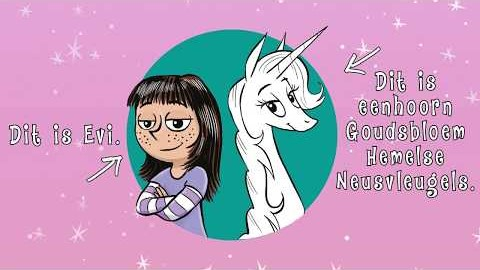 Dit is Evi.
Dit is
eenhoorn
Goudsbloem
Hemelse
Neusvleugels.